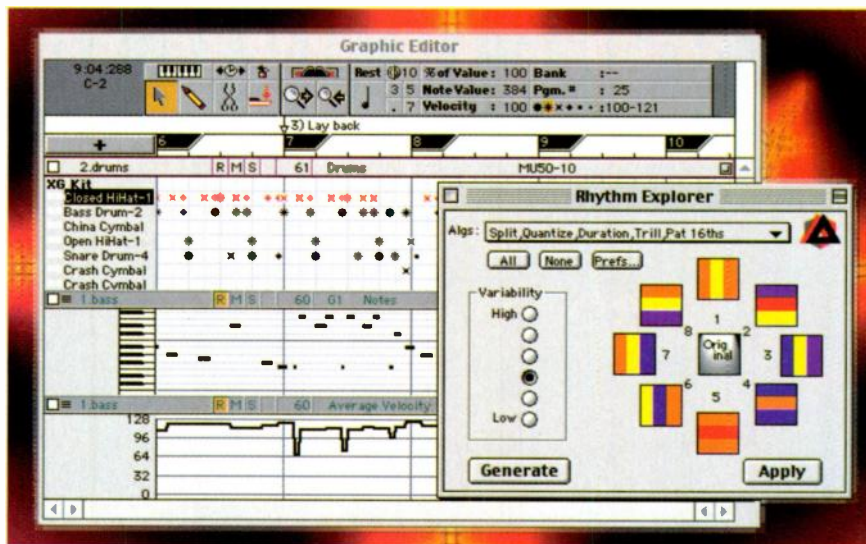 Graphic Editor
9:04:288
C-2
Rest 10 % of Value: 100 Bank :--
3 5 Note Value: 384 Pgm. # : 25
. 7 Velocity : 100 :100-121
3) Lay back
+ 6 7 8 9 10
2.drums R M S 61 Drums MU50-10
XG Kit
Closed HiHat-1
Bass Drum-2
China Cymbal
Open HiHat-1
Snare Drum-4
Crash Cymbal
Crash Cymbal
1.bass R M S 60 G1 Notes
1.bass R M S 60 Average Velocity
128
96
64
32
0
Rhythm Explorer
Algs: Split,Quantize,Duration,Trill,Pat 16ths
All None Prefs...
Variability
High
Low
1
8 2
Orig
inal
7 3
6 4
5
Generate Apply